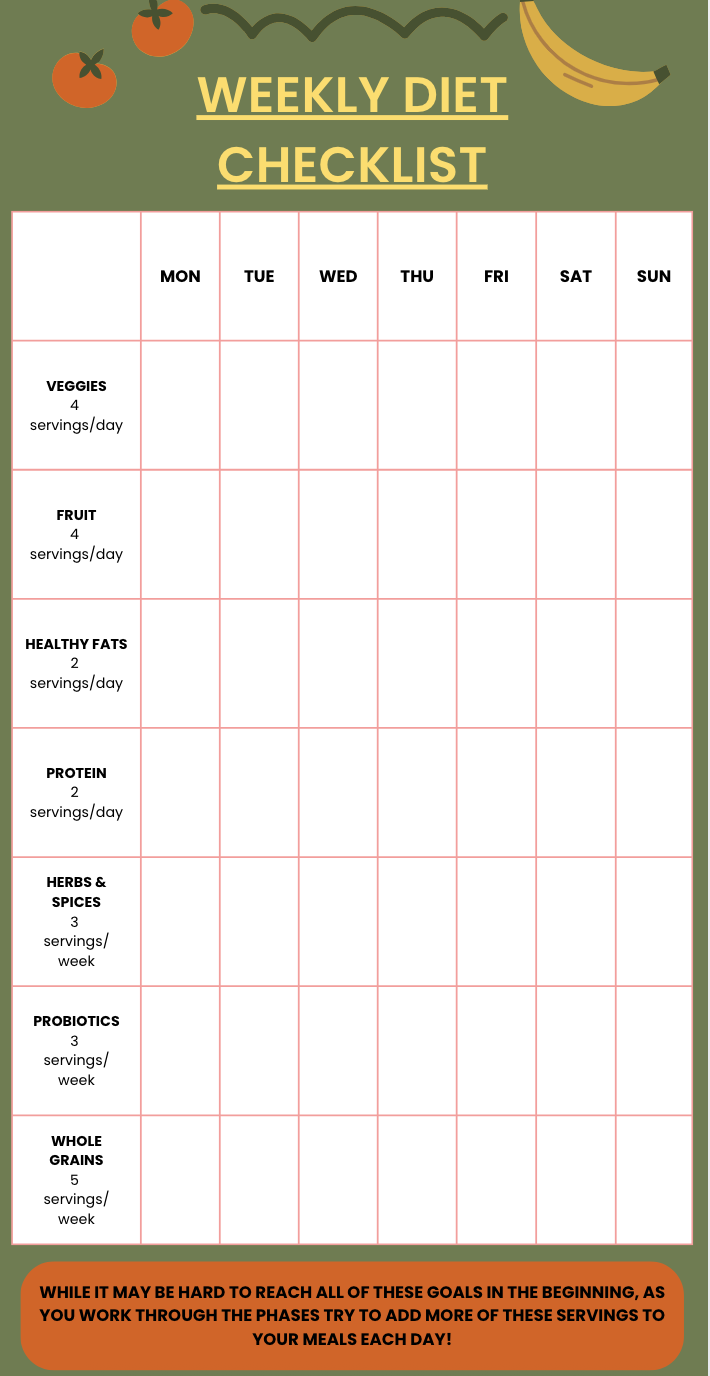 WEEKLY DIET
CHECKLIST
MON TUE WED THU FRI SAT SUN
VEGGIES
4
servings/day
FRUIT
4
servings/day
HEALTHY FATS
2
servings/day
PROTEIN
2
servings/day
HERBS &
SPICES
3
servings/
week
PROBIOTICS
3
servings/
week
WHOLE
GRAINS
5
servings/
week
WHILE IT MAY BE HARD TO REACH ALL OF THESE GOALS IN THE BEGINNING, AS
YOU WORK THROUGH THE PHASES TRY TO ADD MORE OF THESE SERVINGS TO
YOUR MEALS EACH DAY!